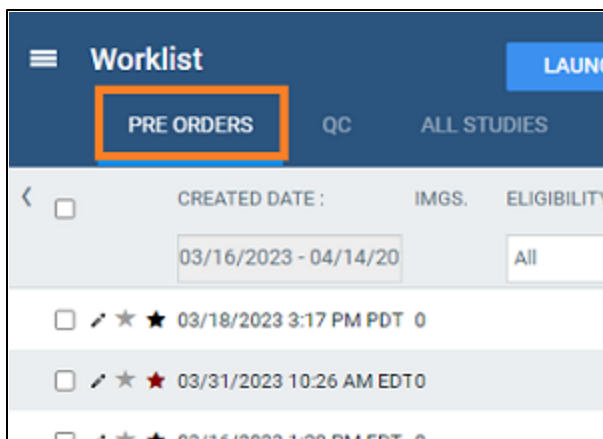 Worklist
LAUN
PRE ORDERS QC ALL STUDIES
CREATED DATE : IMGS. ELIGIBILITY
03/16/2023 - 04/14/20 All
03/18/2023 3:17 PM PDT 0
03/31/2023 10:26 AM EDT0